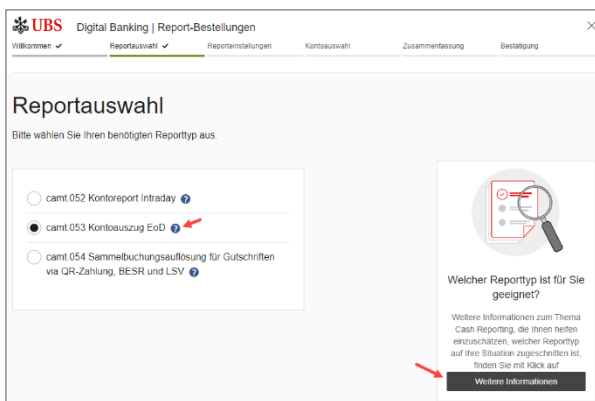 UBS Digital Banking | Report-Bestellungen
Willkommen ✔ Reportauswahl ✔ Reporteinstellungen Kontoauswahl Zusammenfassung Bestätigung
Reportauswahl
Bitte wählen Sie Ihren benötigten Reporttyp aus.
camt.052 Kontoreport Intraday ?
camt.053 Kontoauszug EoD ?
camt.054 Sammelbuchungsauflösung für Gutschriften
via QR-Zahlung, BESR und LSV ?
Welcher Reporttyp ist für Sie
geeignet?
Weitere Informationen zum Thema
Cash Reporting, die Ihnen helfen
einzuschätzen, welcher Reporttyp
auf Ihre Situation zugeschnitten ist,
finden Sie mit Klick auf
Weitere Informationen